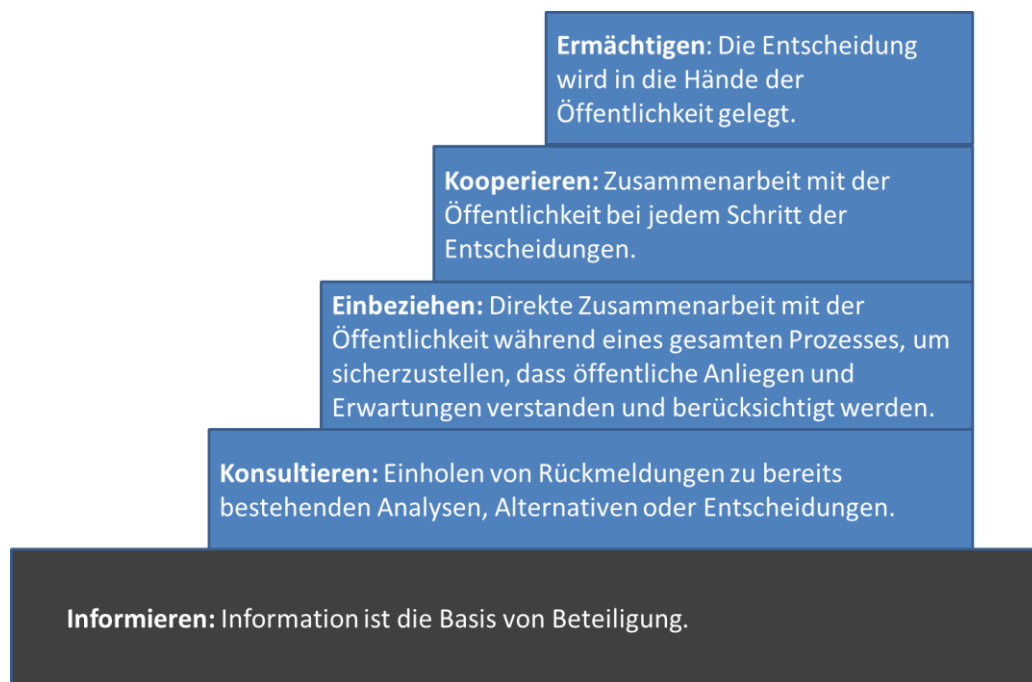 Ermächtigen: Die Entscheidung
wird in die Hände der
Öffentlichkeit gelegt.
Kooperieren: Zusammenarbeit mit der
Öffentlichkeit bei jedem Schritt der
Entscheidungen.
Einbeziehen: Direkte Zusammenarbeit mit der
Öffentlichkeit während eines gesamten Prozesses, um
sicherzustellen, dass öffentliche Anliegen und
Erwartungen verstanden und berücksichtigt werden.
Konsultieren: Einholen von Rückmeldungen zu bereits
bestehenden Analysen, Alternativen oder Entscheidungen.
Informieren: Information ist die Basis von Beteiligung.